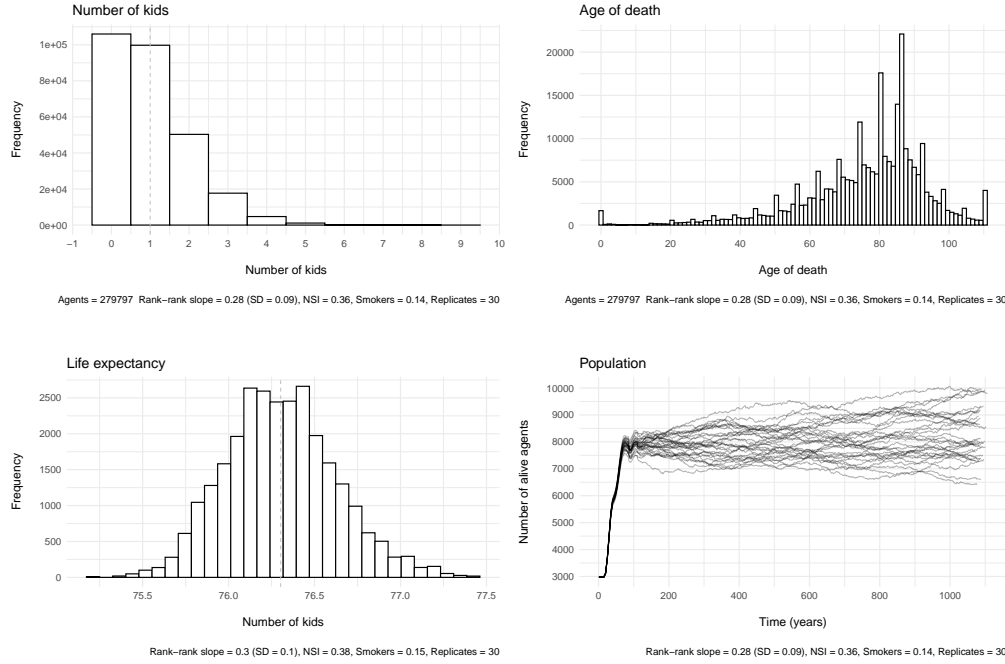 Number of kids
Frequency
1e+05
8e+04
6e+04
4e+04
2e+04
0e+00
−1 0 1 2 3 4 5 6 7 8 9 10
Number of kids
Agents = 279797 Rank−rank slope = 0.28 (SD = 0.09), NSI = 0.36, Smokers = 0.14, Replicates = 30
Age of death
Frequency
20000
15000
10000
5000
0
0 20 40 60 80 100
Age of death
Agents = 279797 Rank−rank slope = 0.28 (SD = 0.09), NSI = 0.36, Smokers = 0.14, Replicates = 30
Life expectancy
Frequency
2500
2000
1500
1000
500
0
75.5 76.0 76.5 77.0 77.5
Number of kids
Rank−rank slope = 0.3 (SD = 0.1), NSI = 0.38, Smokers = 0.15, Replicates = 30
Population
Number of alive agents
10000
9000
8000
7000
6000
5000
4000
3000
0 200 400 600 800 1000
Time (years)
Rank−rank slope = 0.28 (SD = 0.09), NSI = 0.36, Smokers = 0.14, Replicates = 30